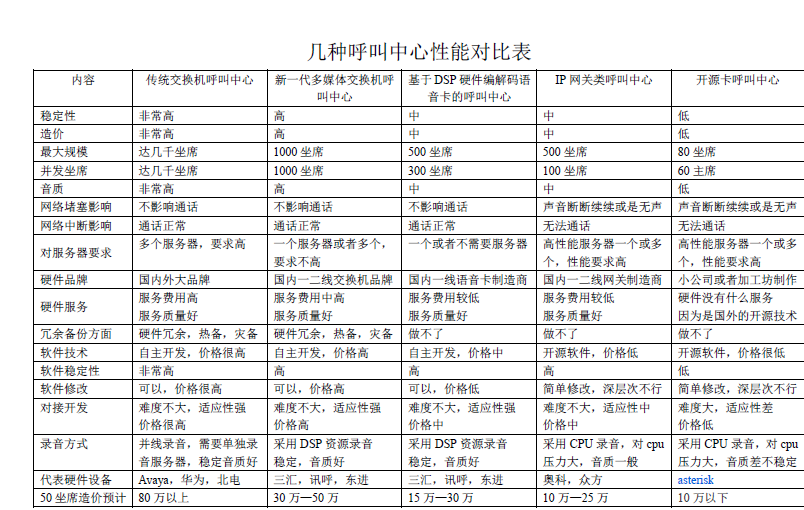 几种呼叫中心性能对比表
内容 传统交换机呼叫中心 新一代多媒体交换机呼叫中心 基于 DSP 硬件编解码语音卡的呼叫中心 IP 网关类呼叫中心 开源卡呼叫中心
稳定性 非常高 高 中 中 低
造价 非常高 高 中 中 低
最大规模 达几千坐席 1000 坐席 500 坐席 500 坐席 80 坐席
并发坐席 达几千坐席 1000 坐席 300 坐席 100 坐席 60 主席
音质 非常高 高 中 中 低
网络堵塞影响 不影响通话 不影响通话 不影响通话 声音断断续续或是无声 声音断断续续或是无声
网络中断影响 通话正常 通话正常 通话正常 无法通话 无法通话
对服务器要求 多个服务器，要求高 一个服务器或者多个，要求不高 一个或者不需要服务器 高性能服务器一个或多个，性能要求高 高性能服务器一个或多个，性能要求高
硬件品牌 国内外大品牌 国内一二线交换机品牌 国内一线语音卡制造商 国内一二线网关制造商 小公司或者加工坊制作
硬件服务 服务费用高 服务质量好 服务费用中高 服务质量好 服务费用较低 服务质量好 服务费用较低 服务质量好 硬件没有什么服务 因为是国外的开源技术
冗余备份方面 硬件冗余，热备，灾备 硬件冗余，热备，灾备 做不了 做不了 做不了
软件技术 自主开发，价格很高 自主开发，价格高 自主开发，价格中 开源软件，价格低 开源软件，价格很低
软件稳定性 非常高 高 高 高 低
软件修改 可以，价格很高 可以，价格高 可以，价格低 简单修改，深层次不行 简单修改，深层次不行
对接开发 难度不大，适应性强 价格很高 难度不大，适应性强 价格高 难度不大，适应性强 价格中 难度不大，适应性中 价格中 难度大，适应性差 价格低
录音方式 并线录音，需要单独录音服务器，稳定音质好 采用 DSP 资源录音 稳定，音质好 采用 DSP 资源录音 稳定，音质好 采用 CPU 录音，对 cpu 压力大，音质一般 采用 CPU 录音，对 cpu 压力大，音质差不稳定
代表硬件设备 Avaya，华为，北电 三汇，讯呼，东进 三汇，讯呼，东进 奥科，众方 asterisk
50 坐席造价预计 80 万以上 30 万—50 万 15 万—30 万 10 万—25 万 10 万以下